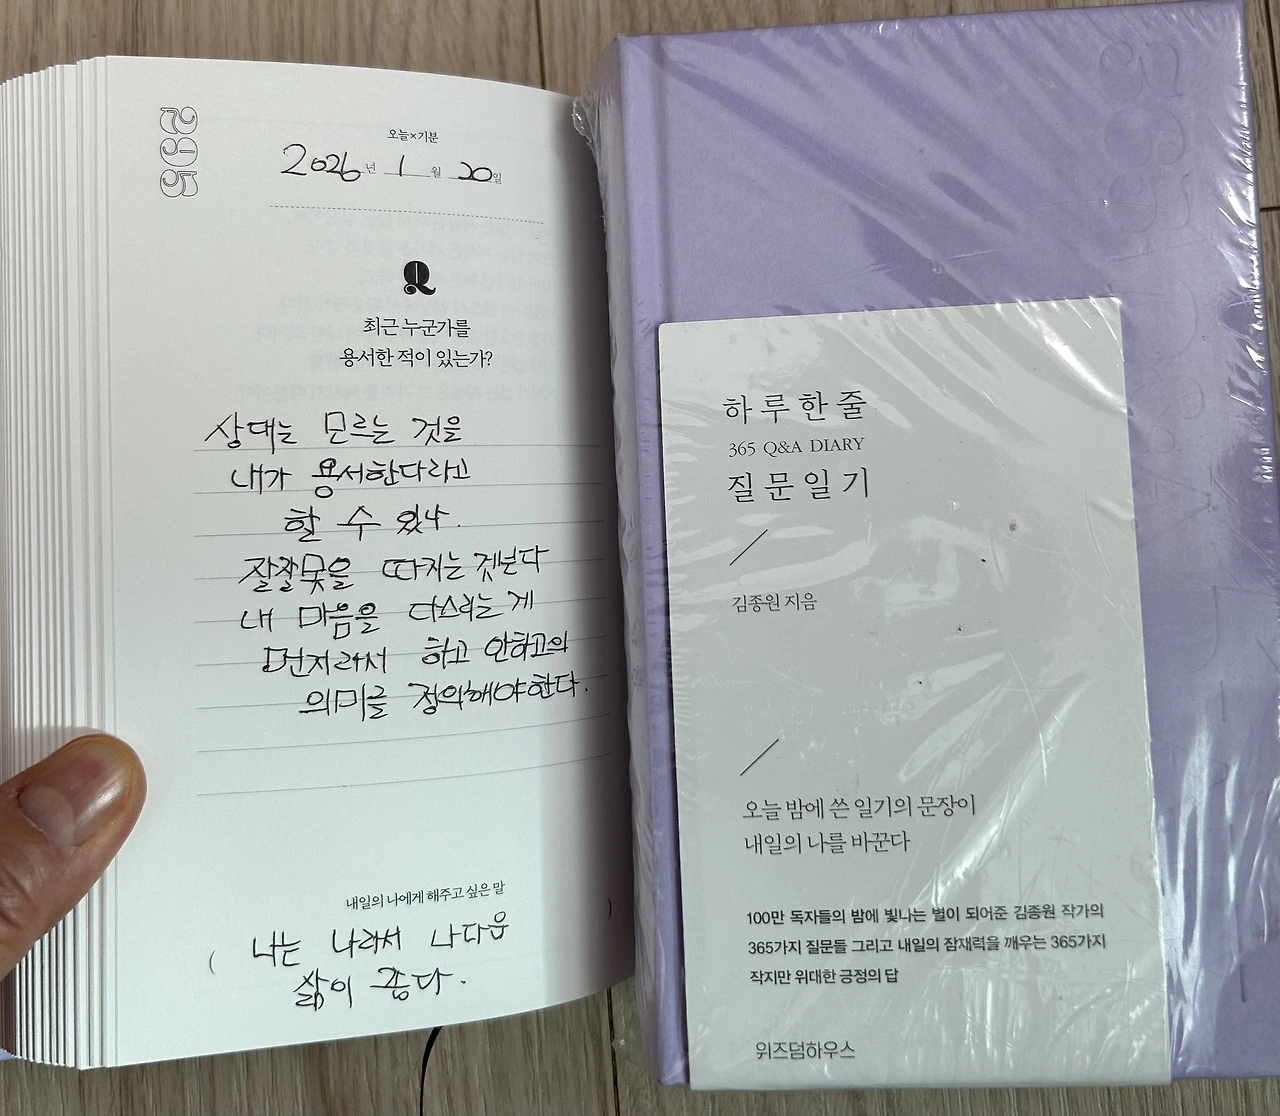 265
오늘×기분
2026년 1월 20일
Q
최근 누군가를
용서한 적이 있는가?
상대는 모르는 것을
내가 용서한다라고
할 수 있나.
잘잘못을 따지는 것보다
내 마음을 다스리는 게
먼저라서 하고 안하고의
의미를 정의해야한다.
내일의 나에게 해주고 싶은 말
( 나는 나라서 나다운 )
삶이 좋다.
하루한줄
365 Q&A DIARY
질문일기
김종원 지음
오늘 밤에 쓴 일기의 문장이
내일의 나를 바꾼다
100만 독자들의 밤에 빛나는 별이 되어준 김종원 작가의
365가지 질문들 그리고 내일의 잠재력을 깨우는 365가지
작지만 위대한 긍정의 답
위즈덤하우스